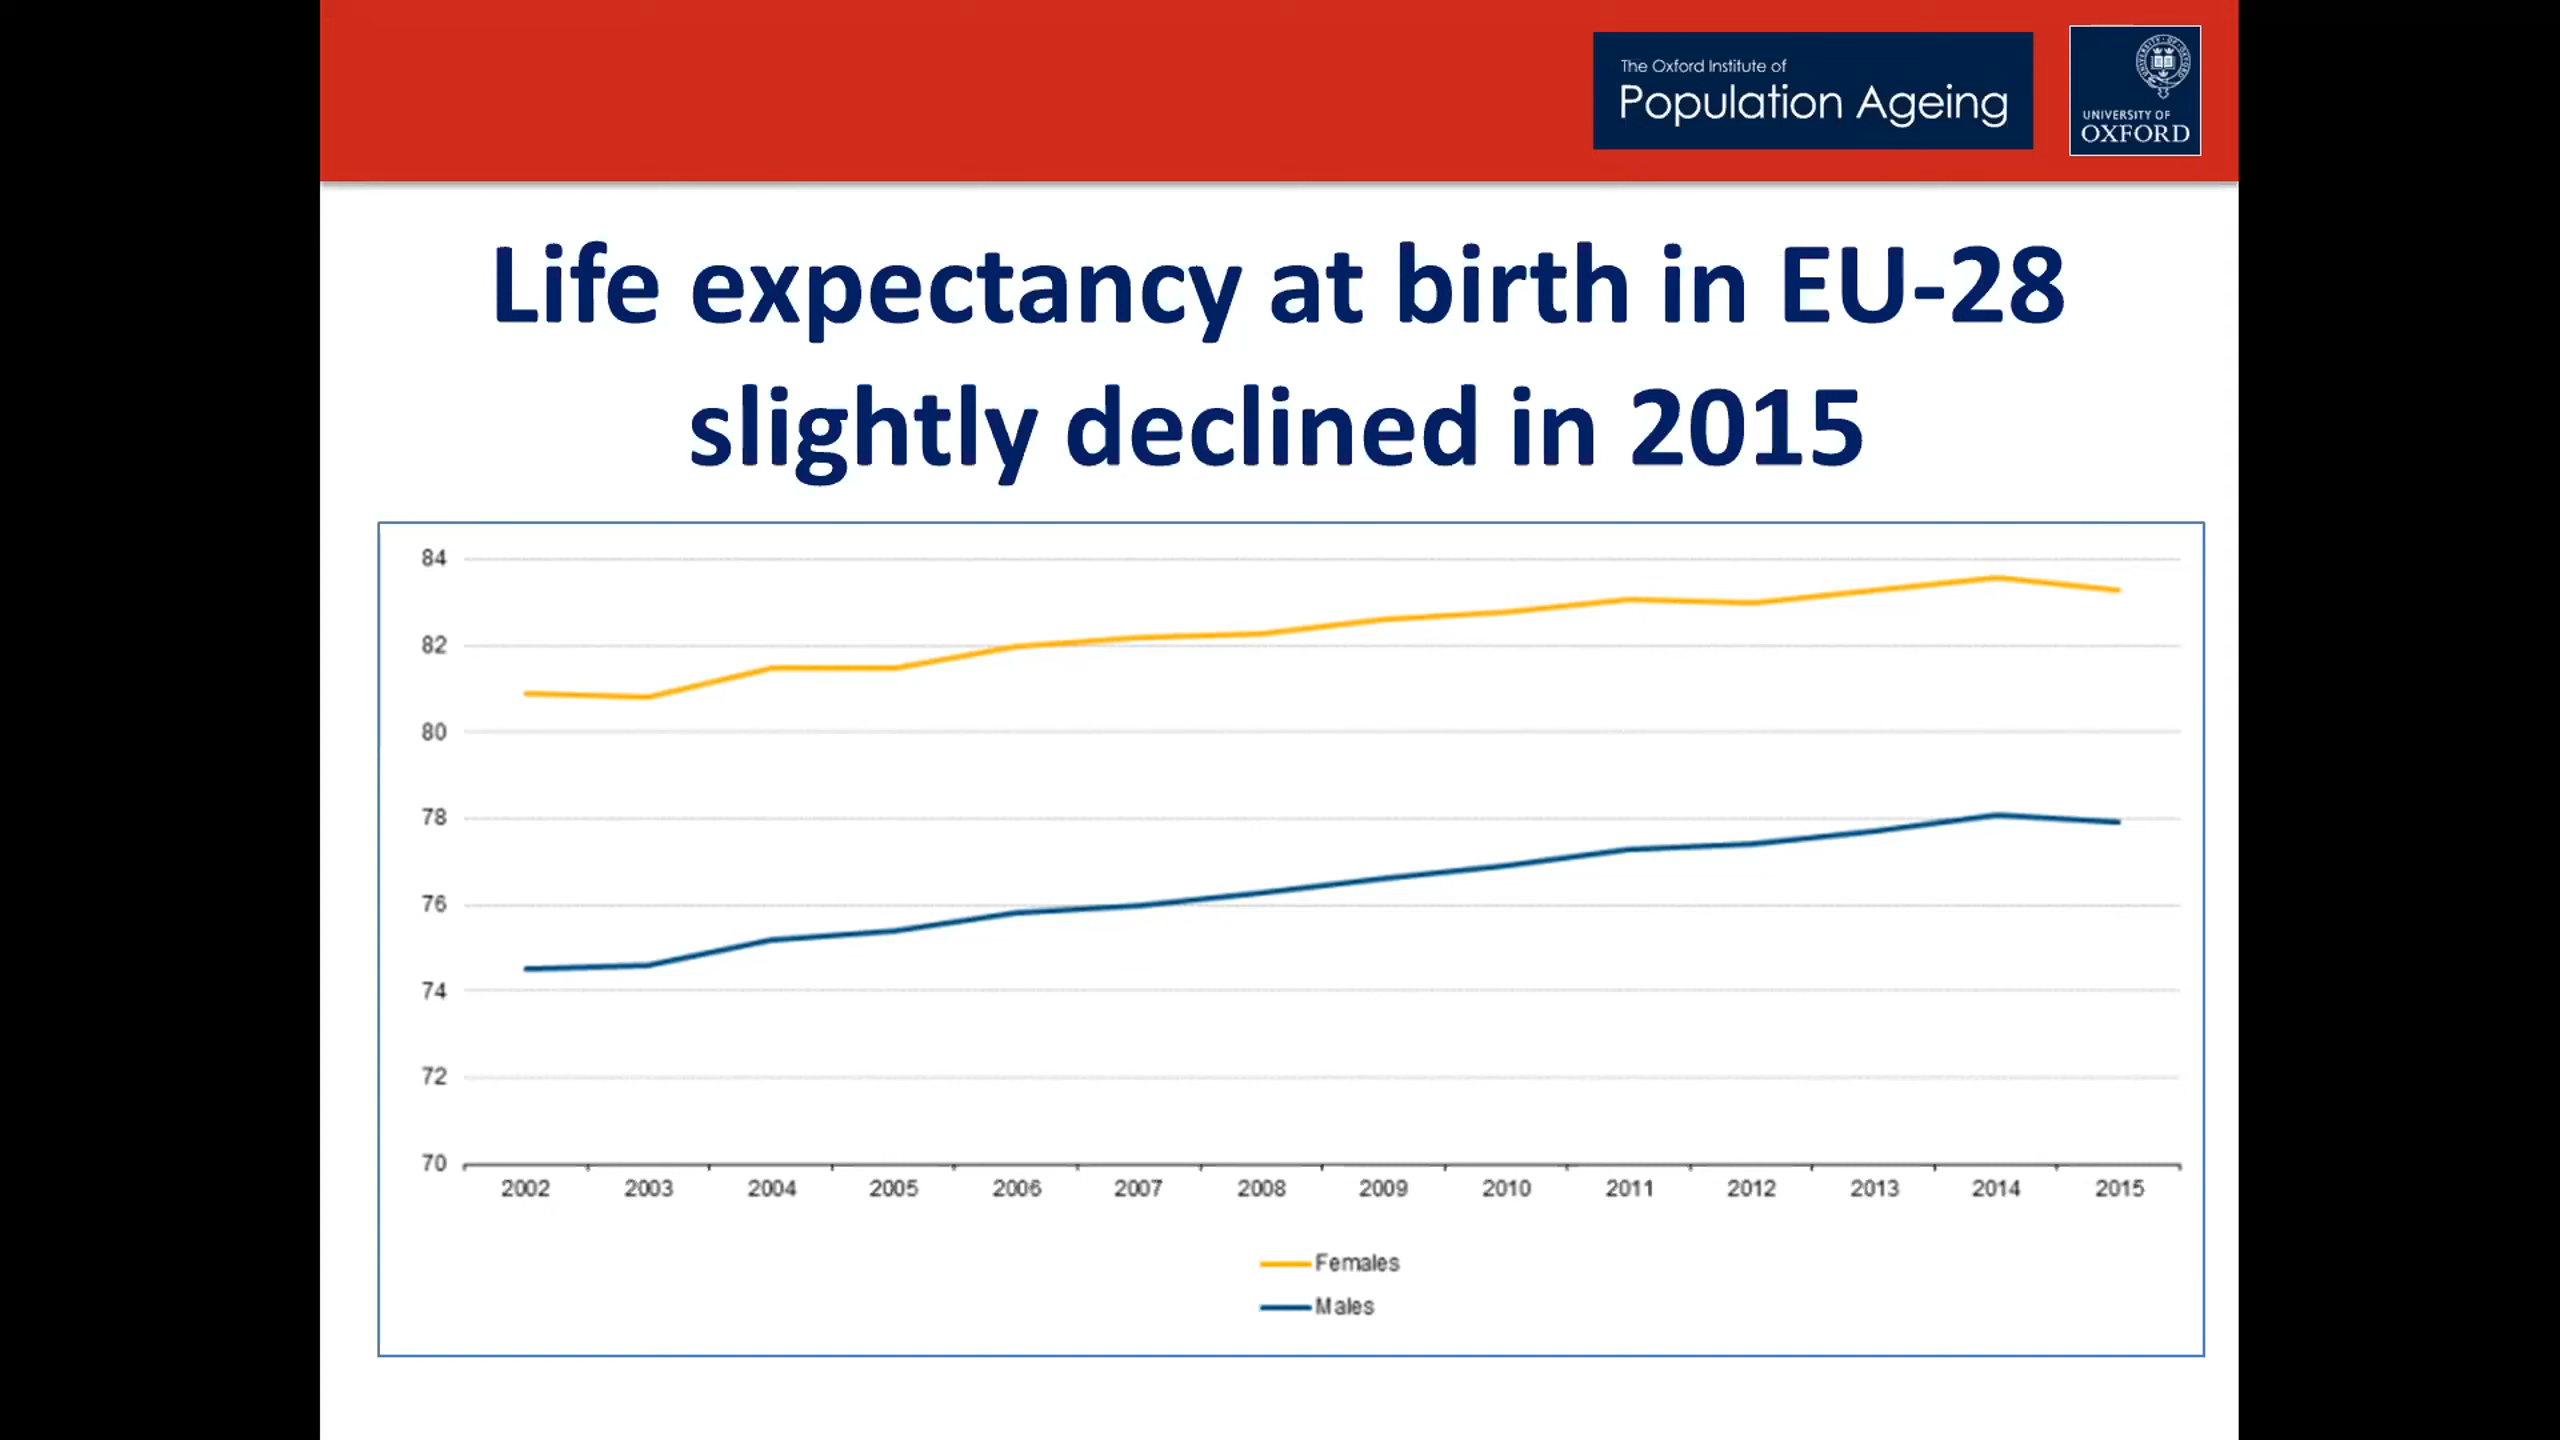 The Oxford Institute of
Population Ageing
UNIVERSITY OF
OXFORD
Life expectancy at birth in EU-28
slightly declined in 2015
84
82
80
78
76
74
72
70
2002 2003 2004 2005 2006 2007 2008 2009 2010 2011 2012 2013 2014 2015
Females
Males